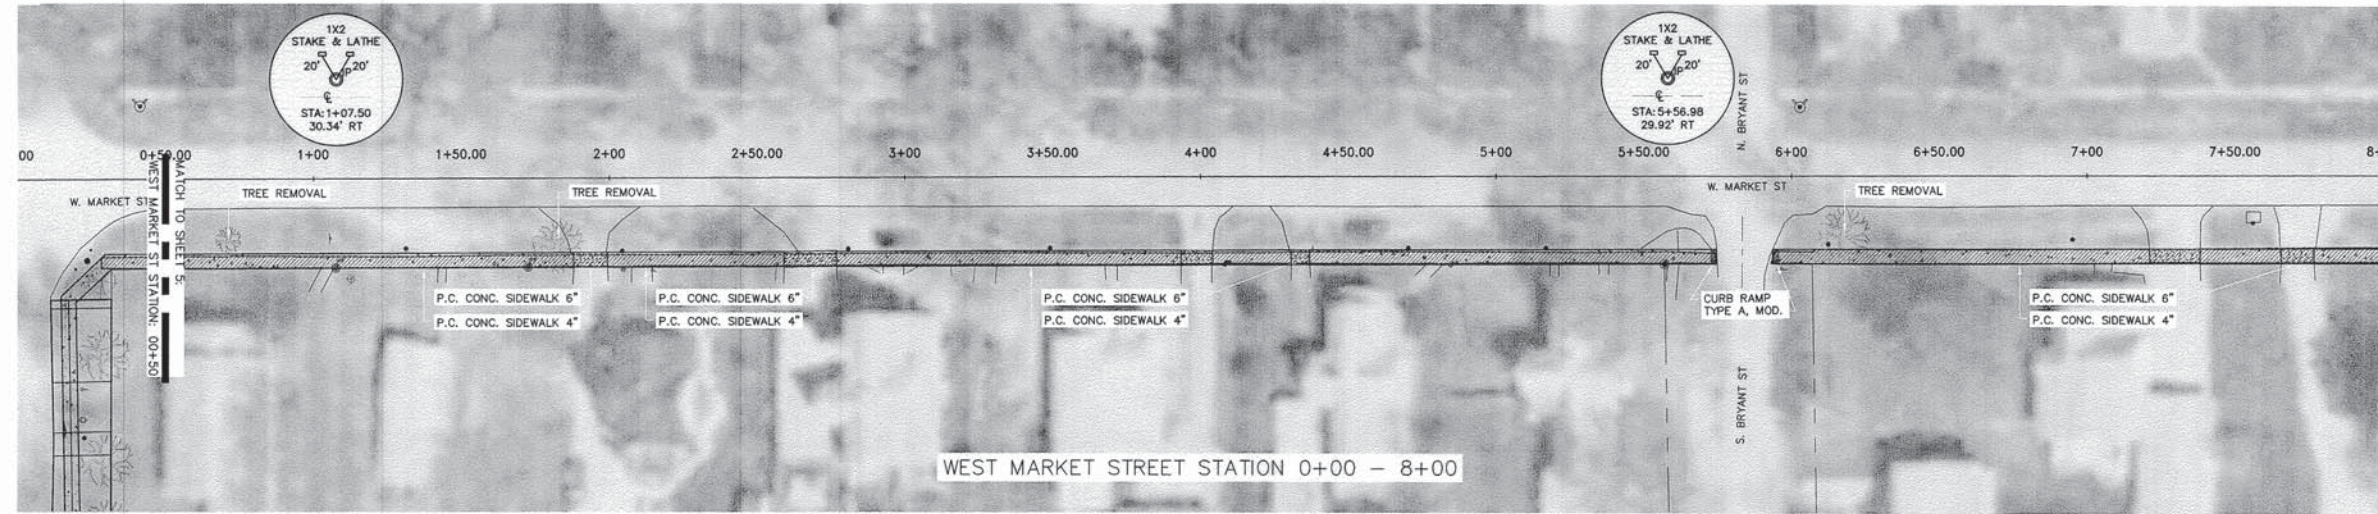 1X2
STAKE & LATHE
20' IP 20'
℄
STA: 1+07.50
30.34' RT
1X2
STAKE & LATHE
20' IP 20'
℄
STA: 5+56.98
29.92' RT
N. BRYANT ST
00 0+50.00 1+00 1+50.00 2+00 2+50.00 3+00 3+50.00 4+00 4+50.00 5+00 5+50.00 6+00 6+50.00 7+00 7+50.00 8+
MATCH TO SHEET 5:
WEST MARKET ST STATION: 00+50
W. MARKET ST
TREE REMOVAL
TREE REMOVAL
W. MARKET ST
TREE REMOVAL
P.C. CONC. SIDEWALK 6"
P.C. CONC. SIDEWALK 4"
P.C. CONC. SIDEWALK 6"
P.C. CONC. SIDEWALK 4"
P.C. CONC. SIDEWALK 6"
P.C. CONC. SIDEWALK 4"
CURB RAMP
TYPE A, MOD.
P.C. CONC. SIDEWALK 6"
P.C. CONC. SIDEWALK 4"
S. BRYANT ST
WEST MARKET STREET STATION 0+00 - 8+00